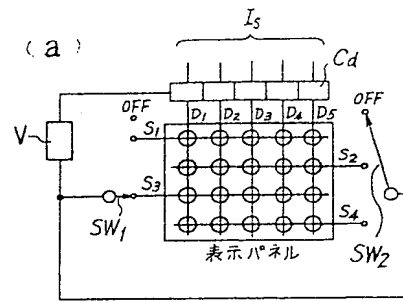 (a)
Is
Cd
OFF
D1 D2 D3 D4 D5
OFF
V
S1
S2
S3
SW1
S4
SW2
表示パネル